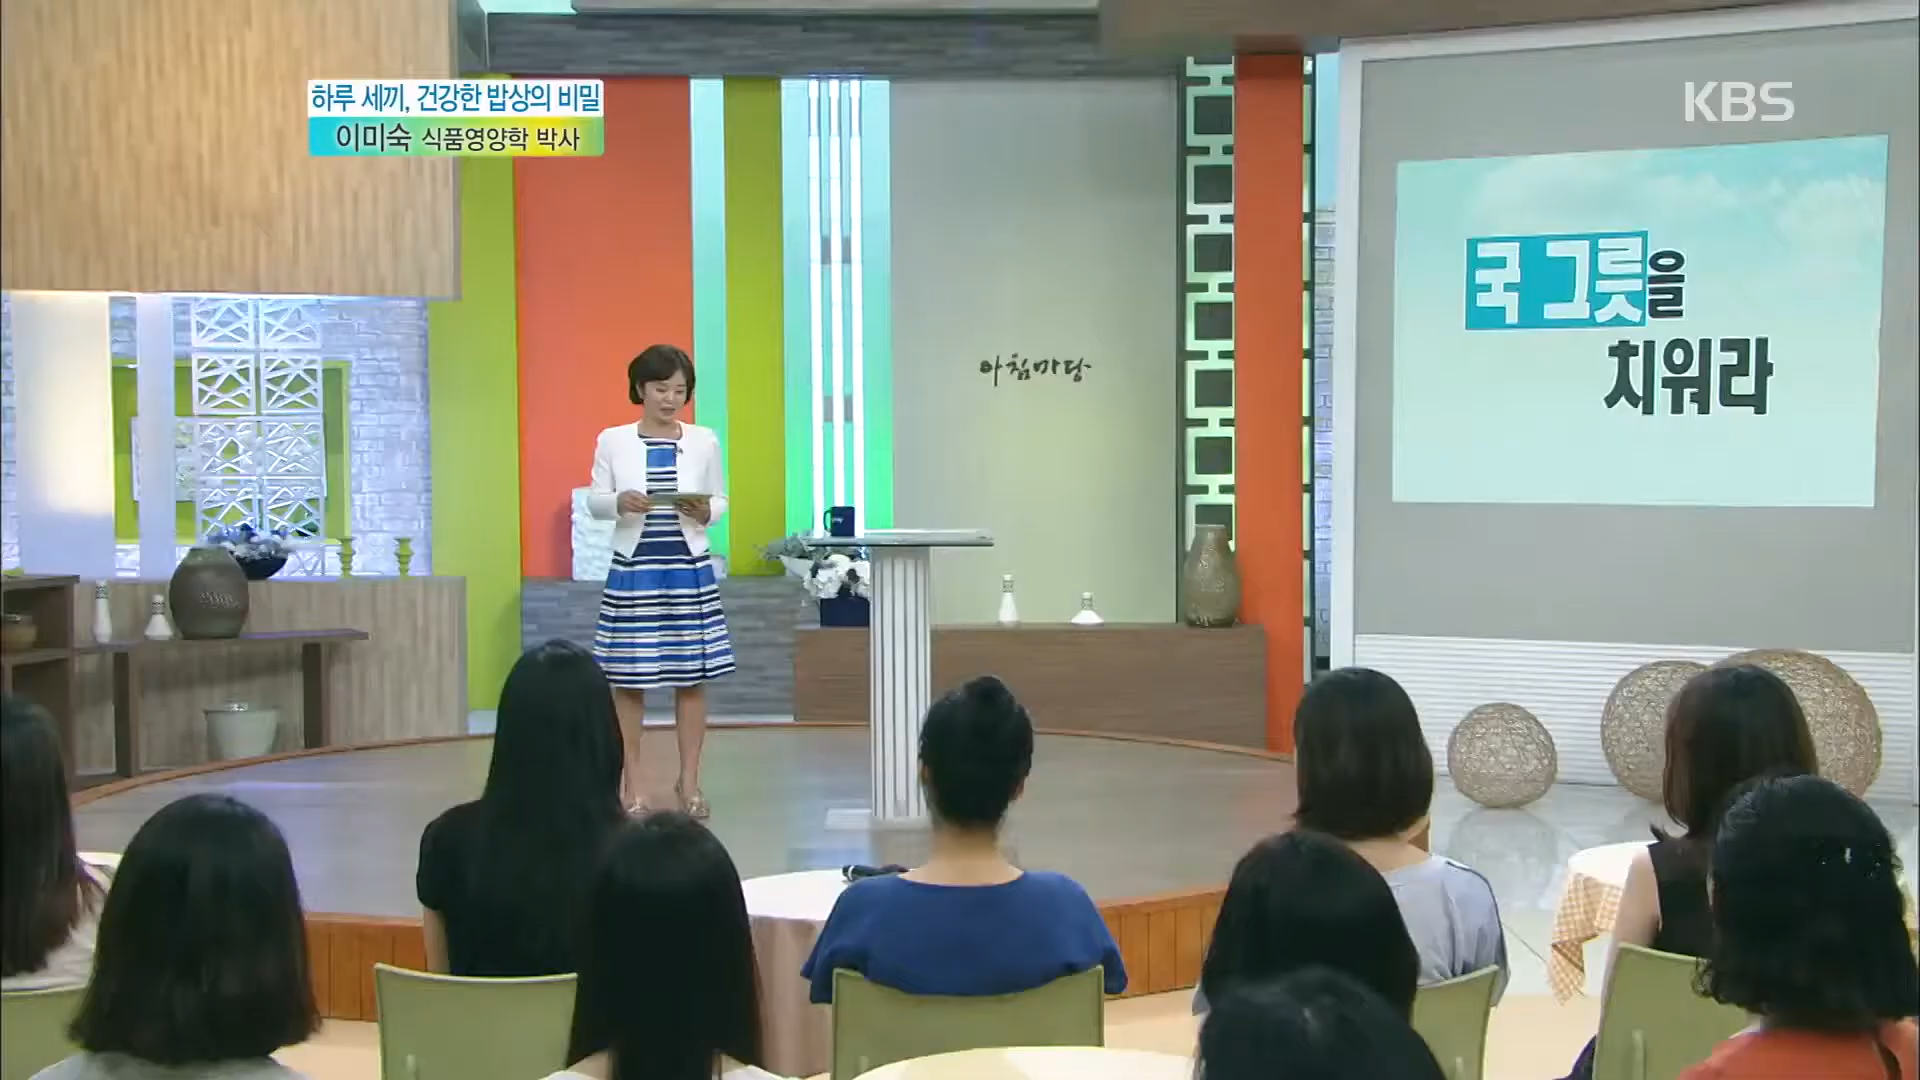 하루 세끼, 건강한 밥상의 비밀
이미숙 식품영양학 박사
KBS
국 그릇을
치워라
아침마당